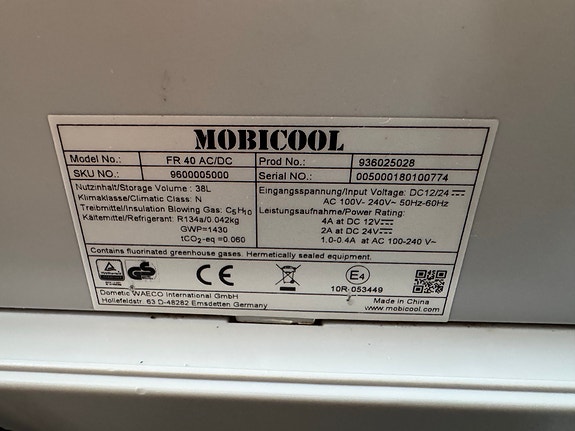 MOBICOOL
Model No.: FR 40 AC/DC Prod No.: 936025028
SKU NO.: 9600005000 Serial NO.: 005000180100774
Nutzinhalt/Storage Volume : 38L
Klimaklasse/Climatic Class: N
Treibmittel/Insulation Blowing Gas: C5H10
Kältemittel/Refrigerant: R134a/0.042kg
GWP=1430
tCO2-eq =0.060
Eingangsspannung/Input Voltage: DC12/24
AC 100V- 240V~ 50Hz-60Hz
Leistungsaufnahme/Power Rating:
4A at DC 12V
2A at DC 24V
1.0-0.4A at AC 100-240 V~
Contains fluorinated greenhouse gases. Hermetically sealed equipment.
GS
CE
E4
10R-053449
Dometic WAECO International GmbH
Hollefeldstr. 63 D-48282 Emsdetten Germany
Made in China
www.mobicool.com